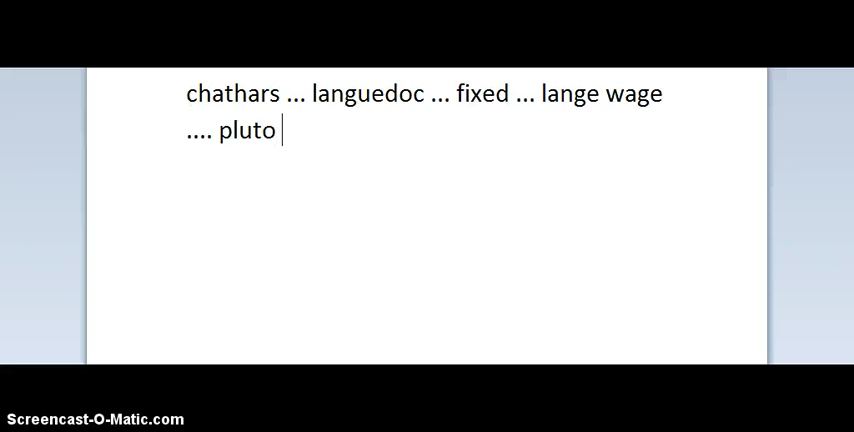 chathars ... languedoc ... fixed ... lange wage
.... pluto
Screencast-O-Matic.com